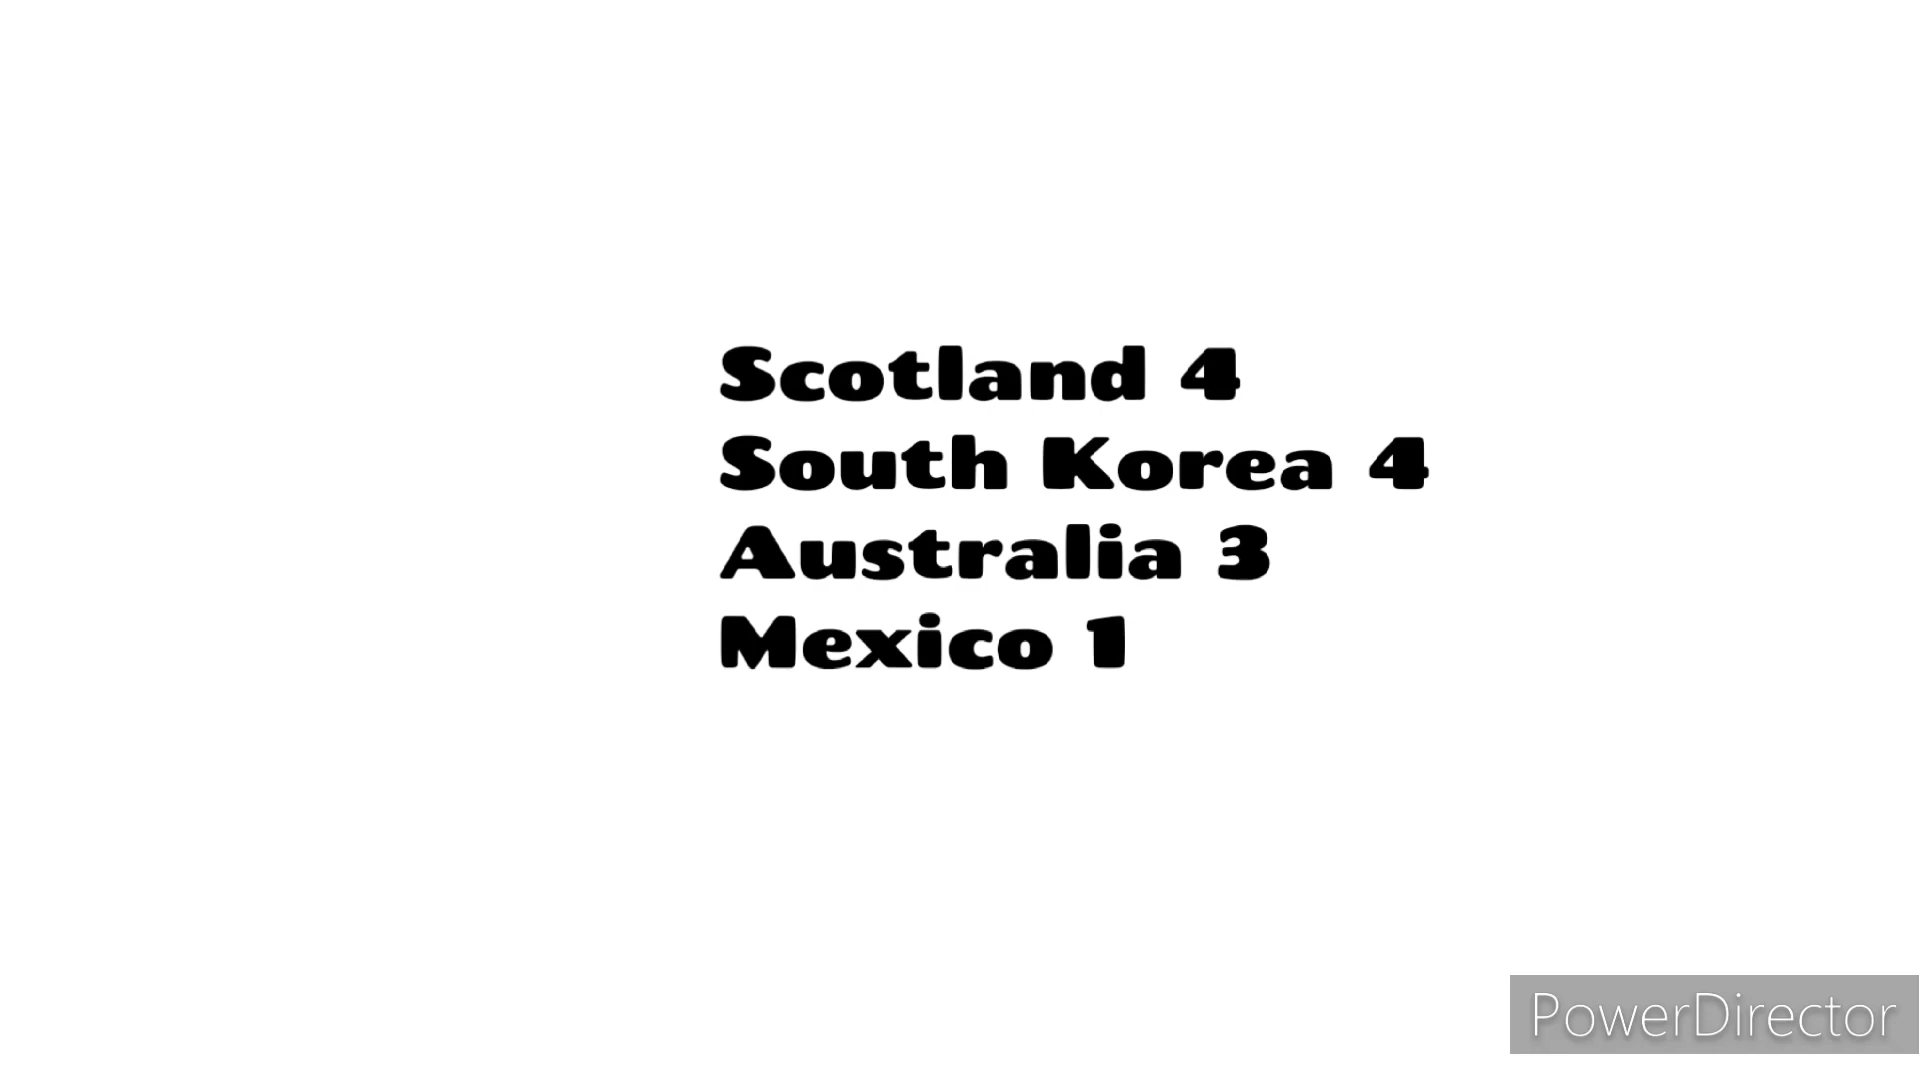 Scotland 4
South Korea 4
Australia 3
Mexico 1
PowerDirector